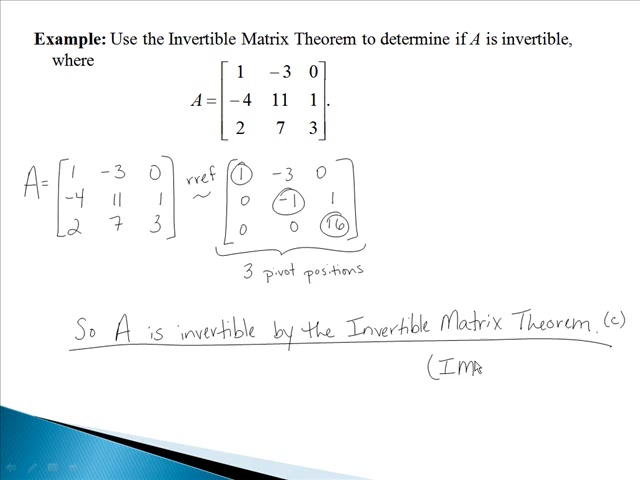 Example: Use the Invertible Matrix Theorem to determine if A is invertible,
where
A = [ 1 -3 0
-4 11 1
2 7 3 ].
A = [ 1 -3 0
-4 11 1
2 7 3 ] rref ~ [ 1 -3 0
0 -1 1
0 0 16 ]
3 pivot positions
So A is invertible by the Invertible Matrix Theorem. (c)
(IM